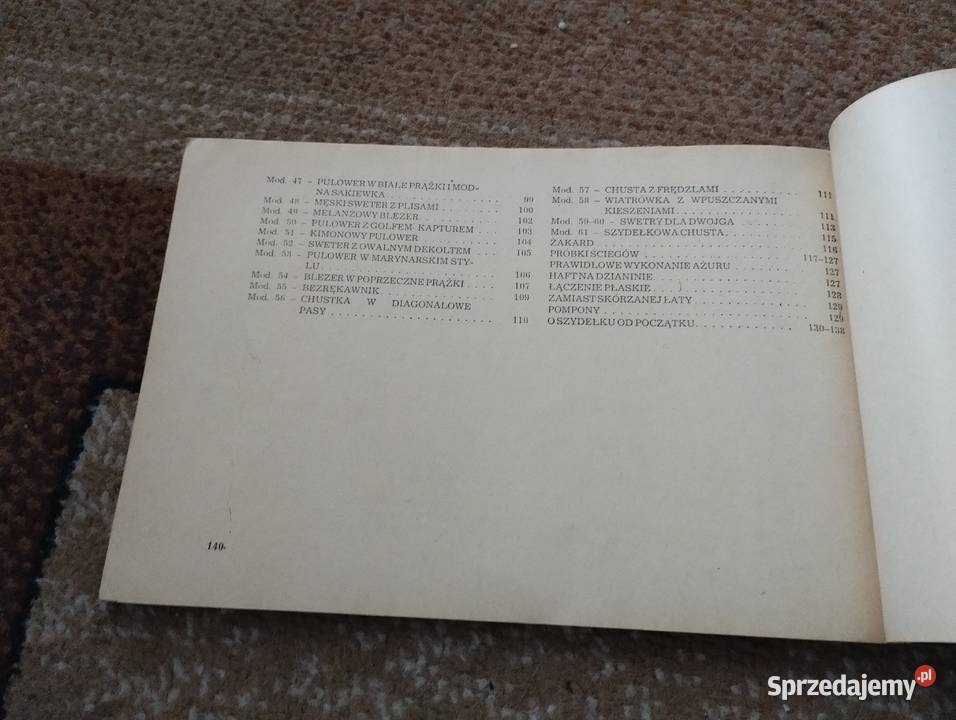 Mod. 47 – PULOWER W BIAŁE PRĄŻKI I MOD-
NA SAKIEWKA . . . . . . . . . . . . . . 99
Mod. 48 – MĘSKI SWETER Z PLISAMI . . . . . . . 100
Mod. 49 – MELANŻOWY BLEZER . . . . . . . . . 101
Mod. 50 – PULOWER Z GOLFEM- KAPTUREM . . . 102
Mod. 51 – KIMONOWY PULOWER . . . . . . . . . 103
Mod. 52 – SWETER Z OWALNYM DEKOLTEM . . . . 104
Mod. 53 – PULOWER W MARYNARSKIM STY-
LU . . . . . . . . . . . . . . . . . . 106
Mod. 54 – BLEZER W POPRZECZNE PRĄŻKI . . . . 107
Mod. 55 – BEZRĘKAWNIK . . . . . . . . . . . . 109
Mod. 56 – CHUSTKA W DIAGONALOWE
PASY . . . . . . . . . . . . . . . . . 110
Mod. 57 – CHUSTA Z FRĘDZLAMI . . . . . . . . . 111
Mod. 58 – WIATRÓWKA Z WPUSZCZANYMI
KIESZENIAMI . . . . . . . . . . . . . . 111
Mod. 59–60 – SWETRY DLA DWOJGA . . . . . . . 113
Mod. 61 – SZYDEŁKOWA CHUSTA . . . . . . . . . 115
ŻAKARD . . . . . . . . . . . . . . . . . . . 116
PRÓBKI ŚCIEGÓW . . . . . . . . . . . . . 117–127
PRAWIDŁOWE WYKONANIE AŻURU . . . . . . . 127
HAFT NA DZIANINIE . . . . . . . . . . . . . 127
ŁĄCZENIE PŁASKIE . . . . . . . . . . . . . . 128
ZAMIAST SKÓRZANEJ ŁATY . . . . . . . . . . . 129
POMPONY . . . . . . . . . . . . . . . . . . 129
O SZYDEŁKU OD POCZĄTKU . . . . . . . . 130–138
140
Sprzedajemy.pl